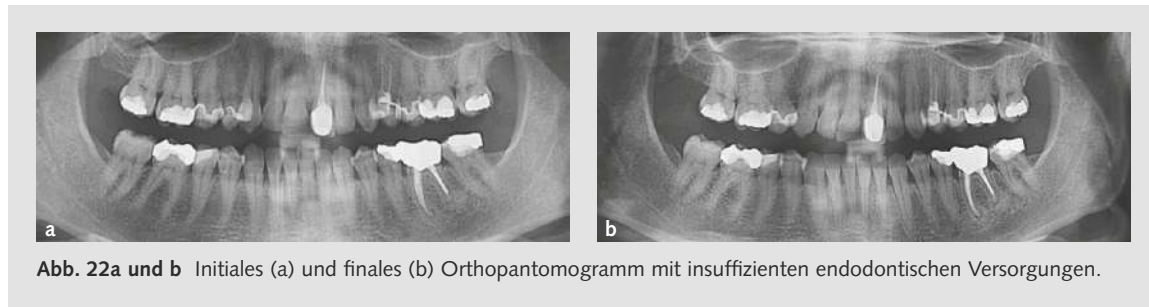 a
b
Abb. 22a und b Initiales (a) und finales (b) Orthopantomogramm mit insuffizienten endodontischen Versorgungen.